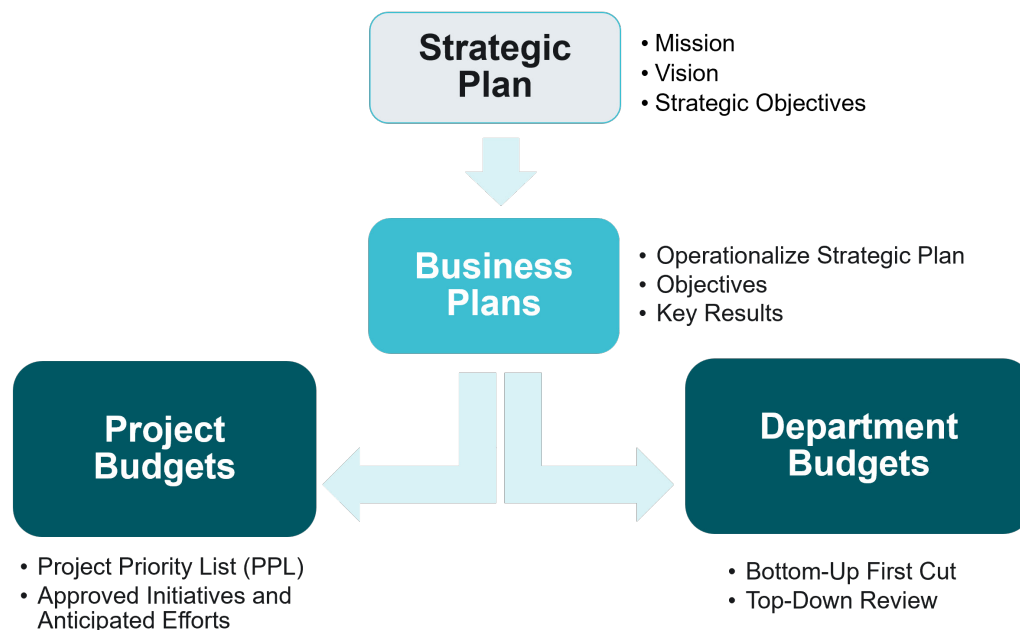 Strategic
Plan
• Mission
• Vision
• Strategic Objectives
Business
Plans
• Operationalize Strategic Plan
• Objectives
• Key Results
Project
Budgets
• Project Priority List (PPL)
• Approved Initiatives and
Anticipated Efforts
Department
Budgets
• Bottom-Up First Cut
• Top-Down Review